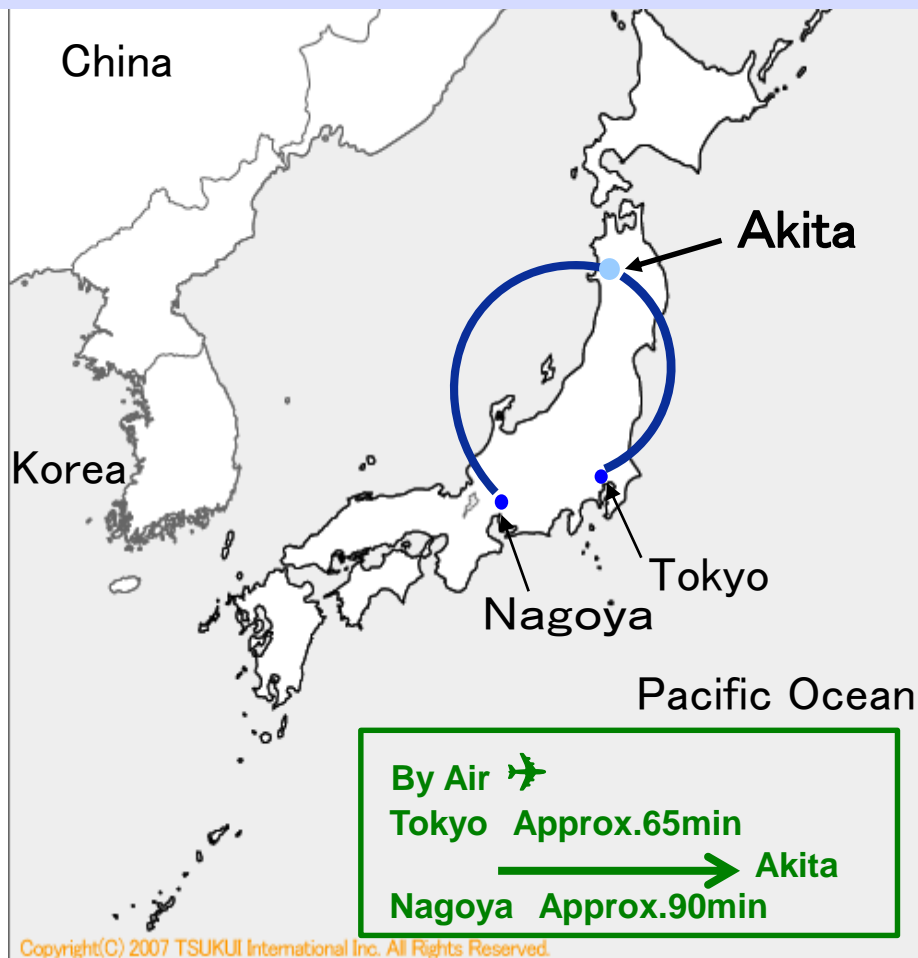 China
Akita
Korea
Tokyo
Nagoya
Pacific Ocean
By Air
Tokyo Approx.65min
Akita
Nagoya Approx.90min
Copyright(C) 2007 TSUKUI International Inc. All Rights Reserved.